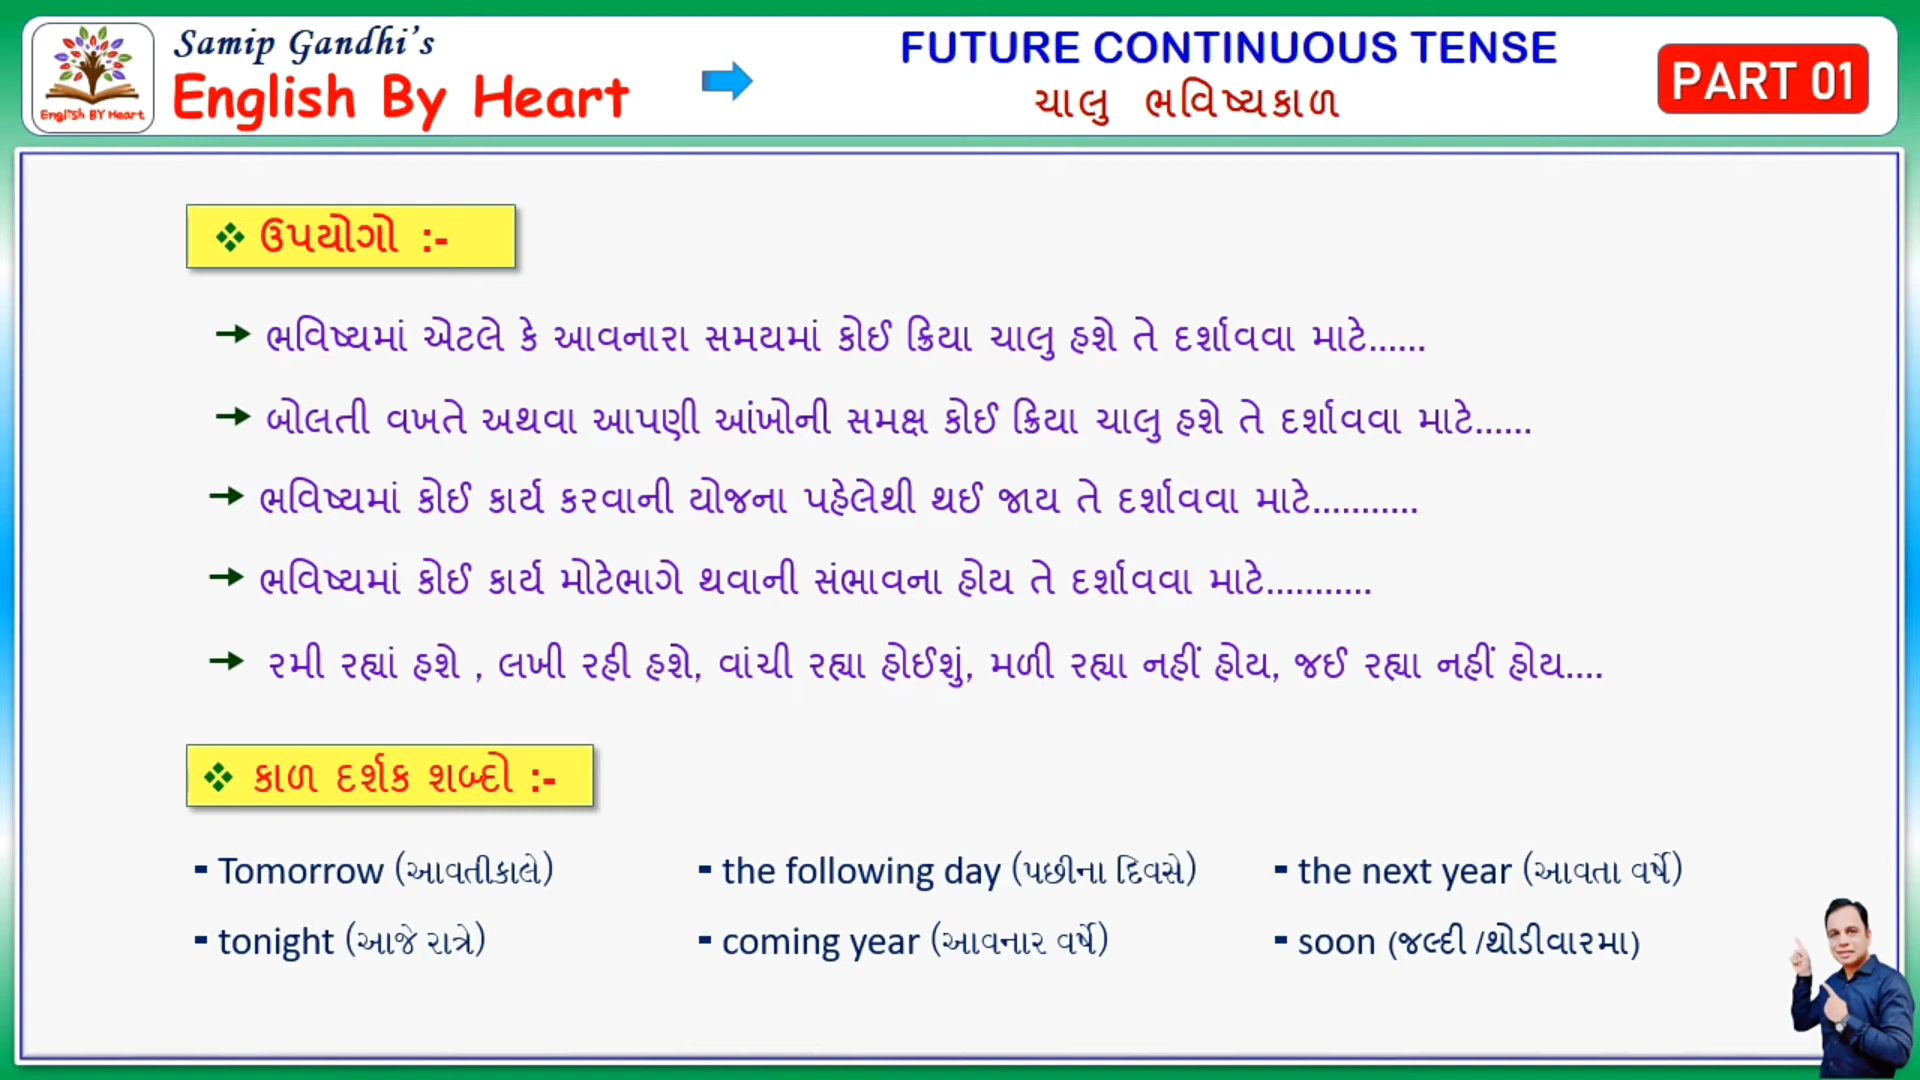 Samip Gandhi's
English By Heart
English BY Heart
FUTURE CONTINUOUS TENSE
ચાલુ ભવિષ્યકાળ
PART 01
❖ ઉપયોગો :-
➔ ભવિષ્યમાં એટલે કે આવનારા સમયમાં કોઈ ક્રિયા ચાલુ હશે તે દર્શાવવા માટે......
➔ બોલતી વખતે અથવા આપણી આંખોની સમક્ષ કોઈ ક્રિયા ચાલુ હશે તે દર્શાવવા માટે......
➔ ભવિષ્યમાં કોઈ કાર્ય કરવાની યોજના પહેલેથી થઈ જાય તે દર્શાવવા માટે...........
➔ ભવિષ્યમાં કોઈ કાર્ય મોટેભાગે થવાની સંભાવના હોય તે દર્શાવવા માટે...........
➔ રમી રહ્યાં હશે , લખી રહી હશે, વાંચી રહ્યા હોઈશું, મળી રહ્યા નહીં હોય, જઈ રહ્યા નહીં હોય....
❖ કાળ દર્શક શબ્દો :-
- Tomorrow (આવતીકાલે) - the following day (પછીના દિવસે) - the next year (આવતા વર્ષે)
- tonight (આજે રાત્રે) - coming year (આવનાર વર્ષે) - soon (જલ્દી /થોડીવારમા)